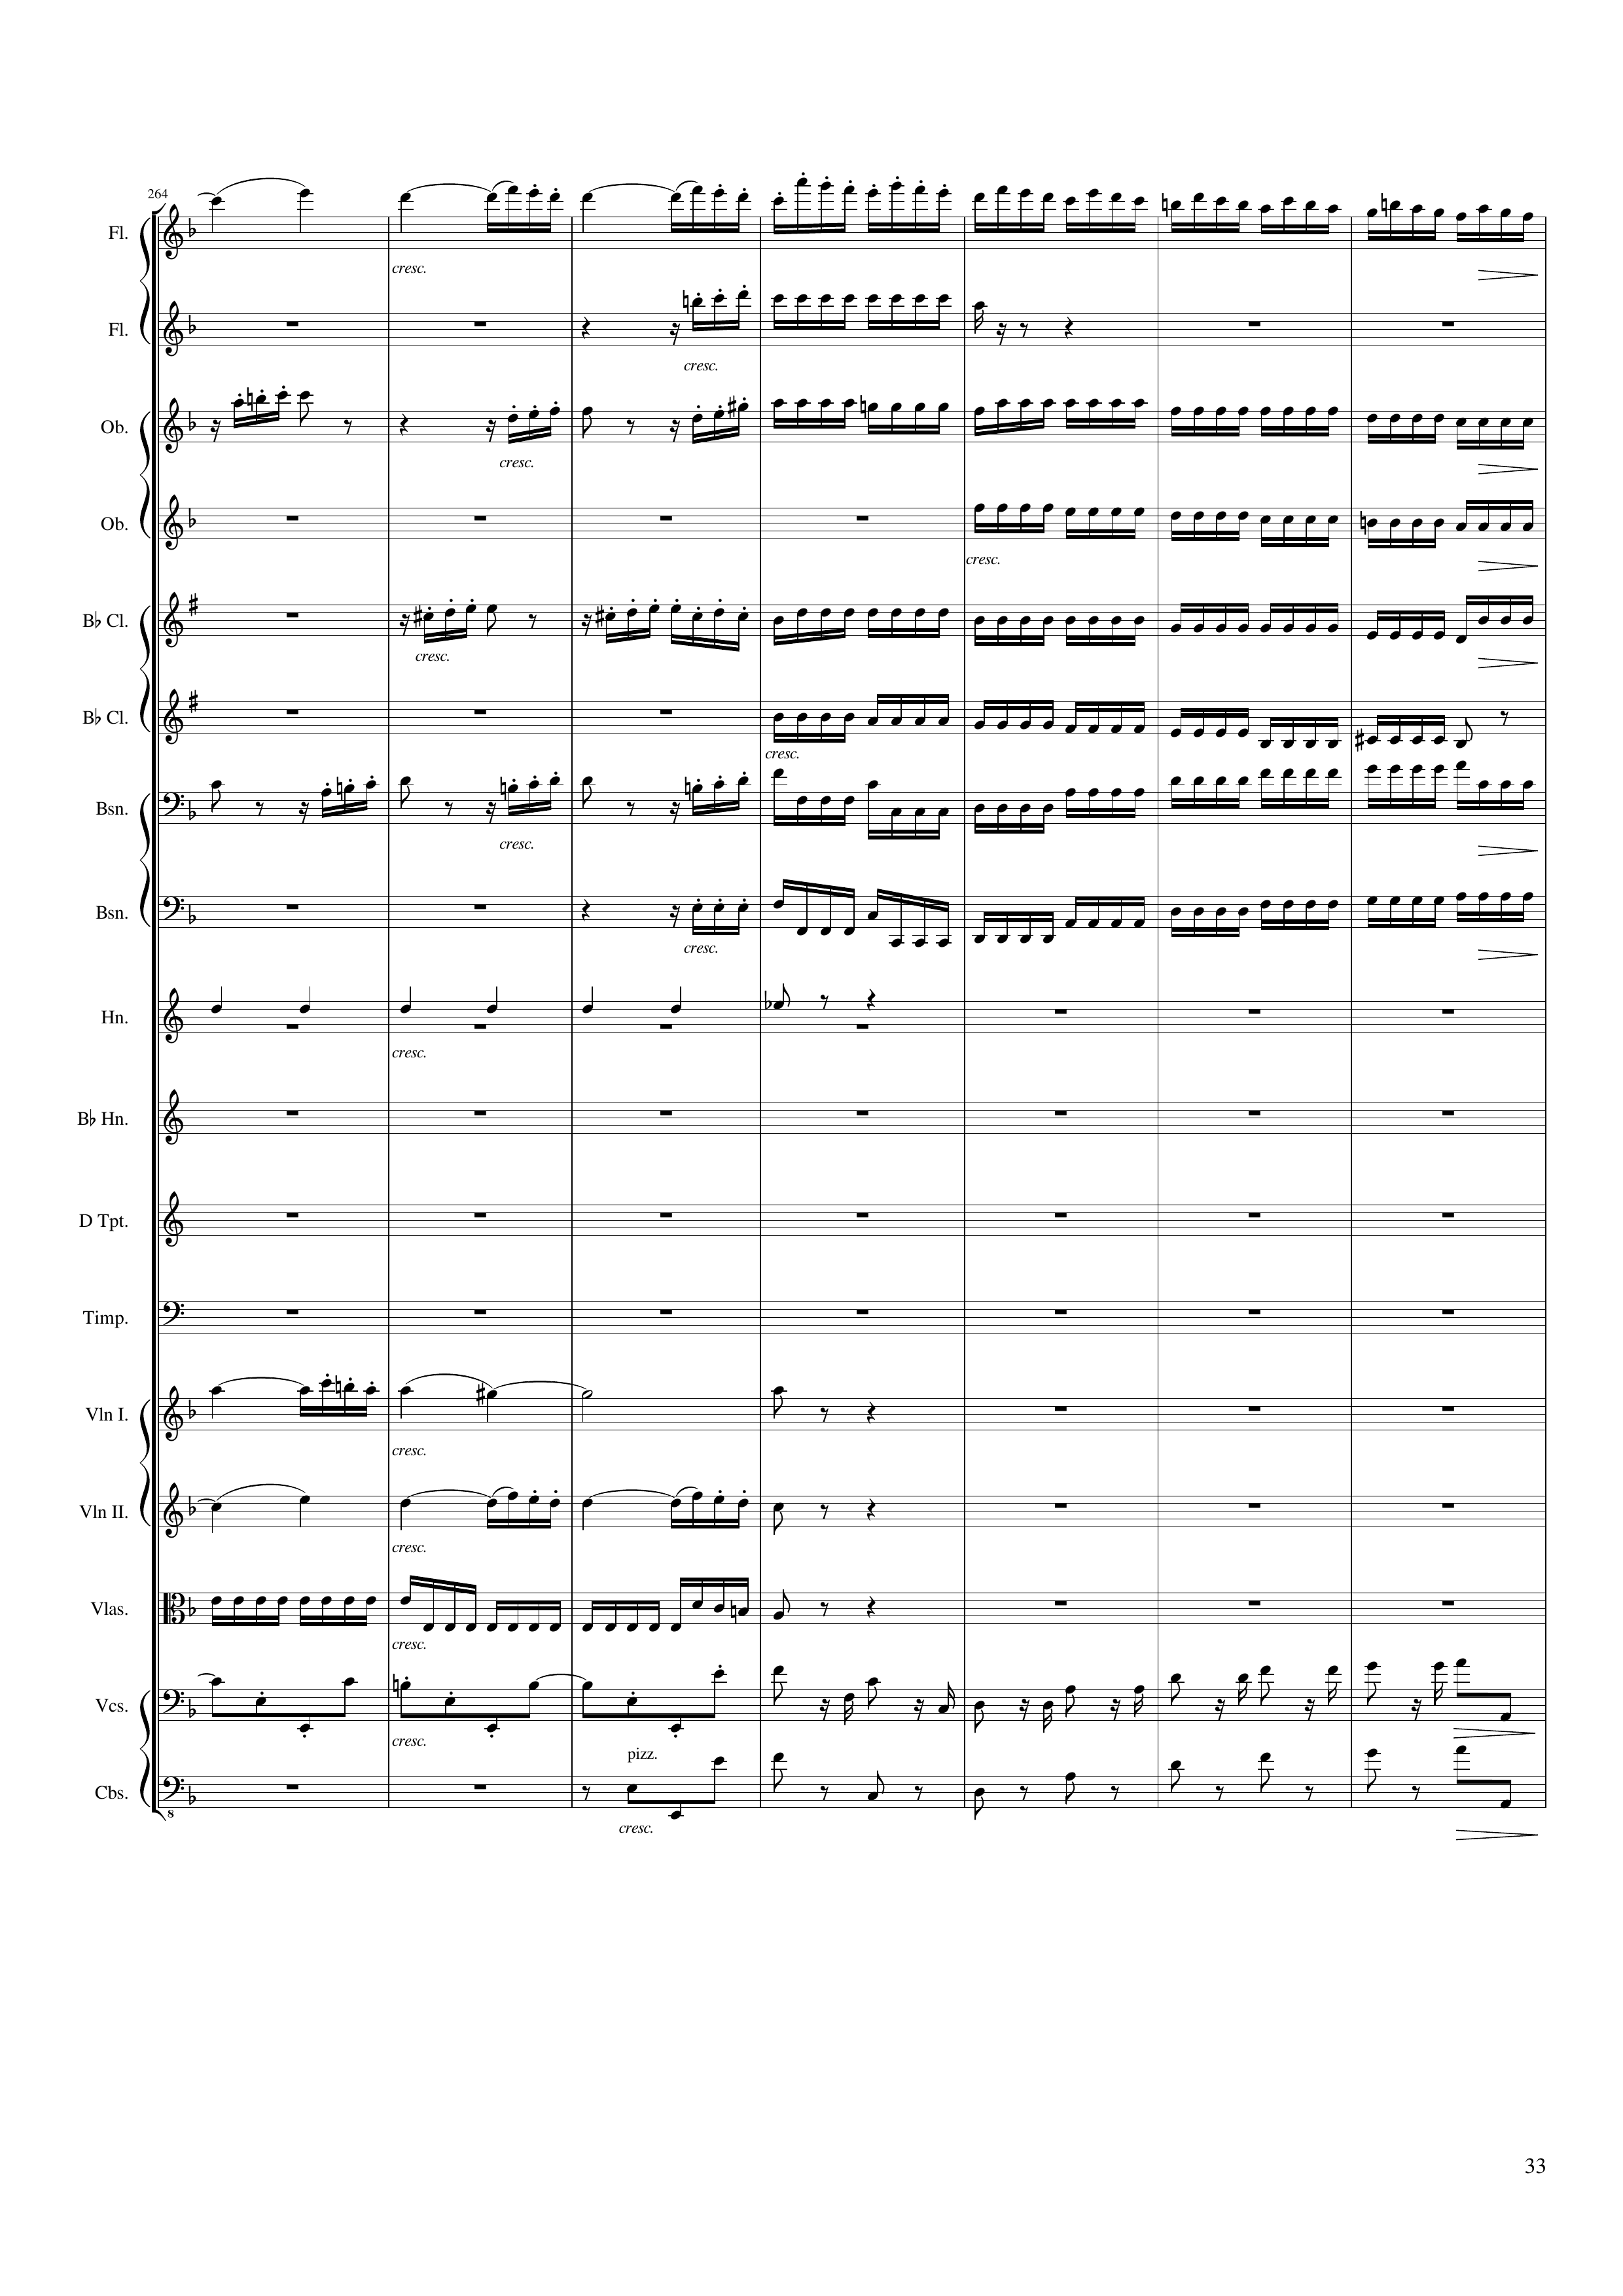 264
Fl.
cresc.
Fl.
cresc.
Ob.
cresc.
Ob.
cresc.
B♭ Cl.
cresc.
B♭ Cl.
cresc.
Bsn.
cresc.
Bsn.
cresc.
Hn.
cresc.
B♭ Hn.
D Tpt.
Timp.
Vln I.
cresc.
Vln II.
cresc.
Vlas.
cresc.
Vcs.
cresc.
pizz.
Cbs.
8
cresc.
33